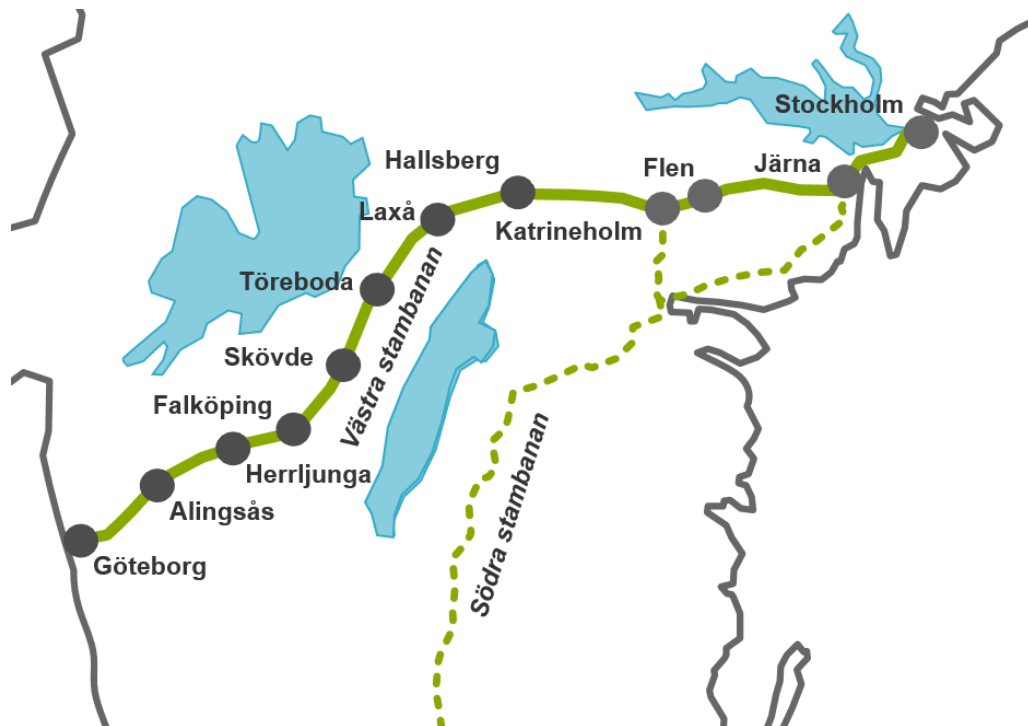 Stockholm
Hallsberg
Flen
Järna
Laxå
Katrineholm
Töreboda
Västra stambanan
Skövde
Falköping
Herrljunga
Alingsås
Södra stambanan
Göteborg